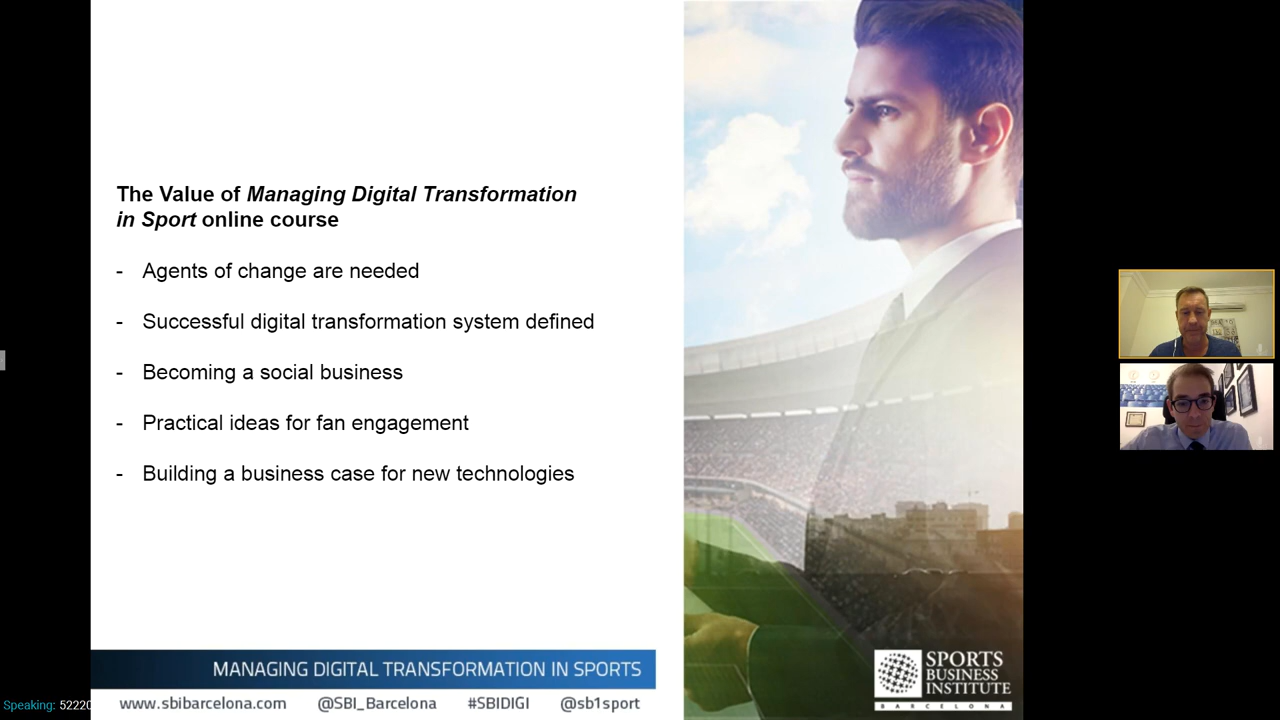 The Value of Managing Digital Transformation
in Sport online course
- Agents of change are needed
- Successful digital transformation system defined
- Becoming a social business
- Practical ideas for fan engagement
- Building a business case for new technologies
MANAGING DIGITAL TRANSFORMATION IN SPORTS
www.sbibarcelona.com @SBI_Barcelona #SBIDIGI @sb1sport
SPORTS
BUSINESS
INSTITUTE
BARCELONA
Speaking: 52220